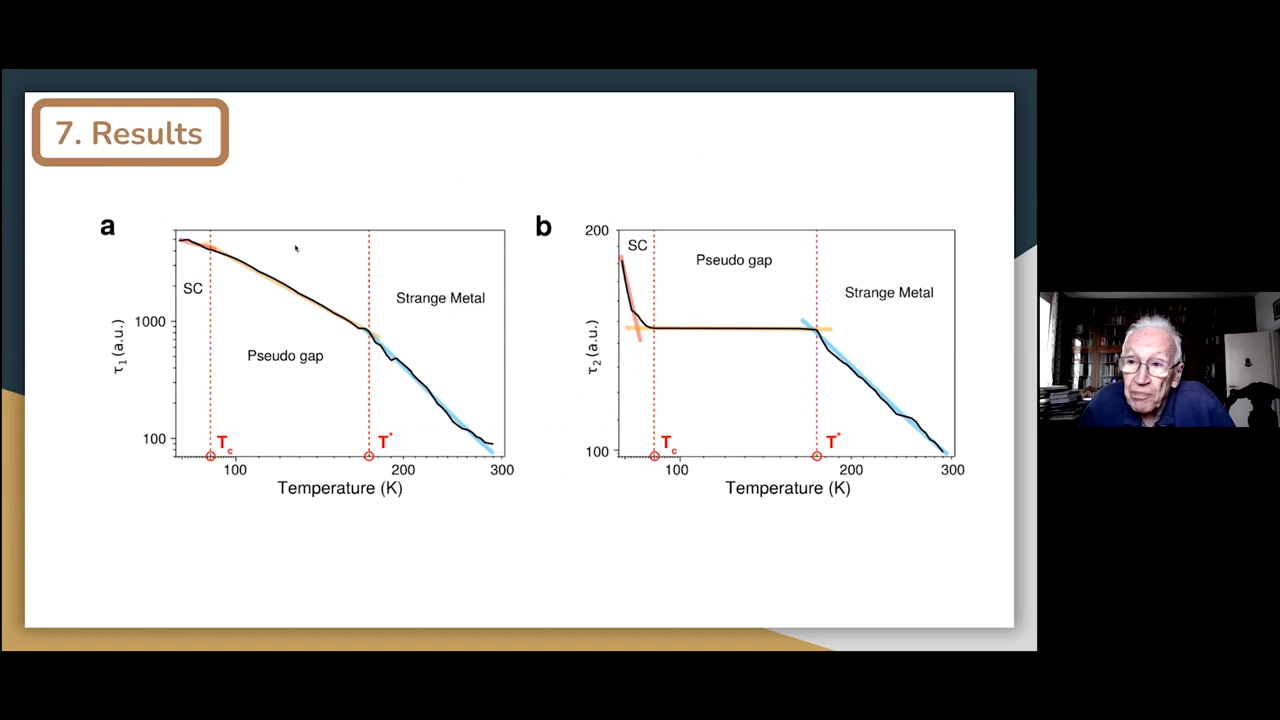 7. Results
a
1000
100
τ1 (a.u.)
SC
Pseudo gap
Strange Metal
Tc
T*
100
200
300
Temperature (K)
b
200
100
τ2 (a.u.)
SC
Pseudo gap
Strange Metal
Tc
T*
100
200
300
Temperature (K)